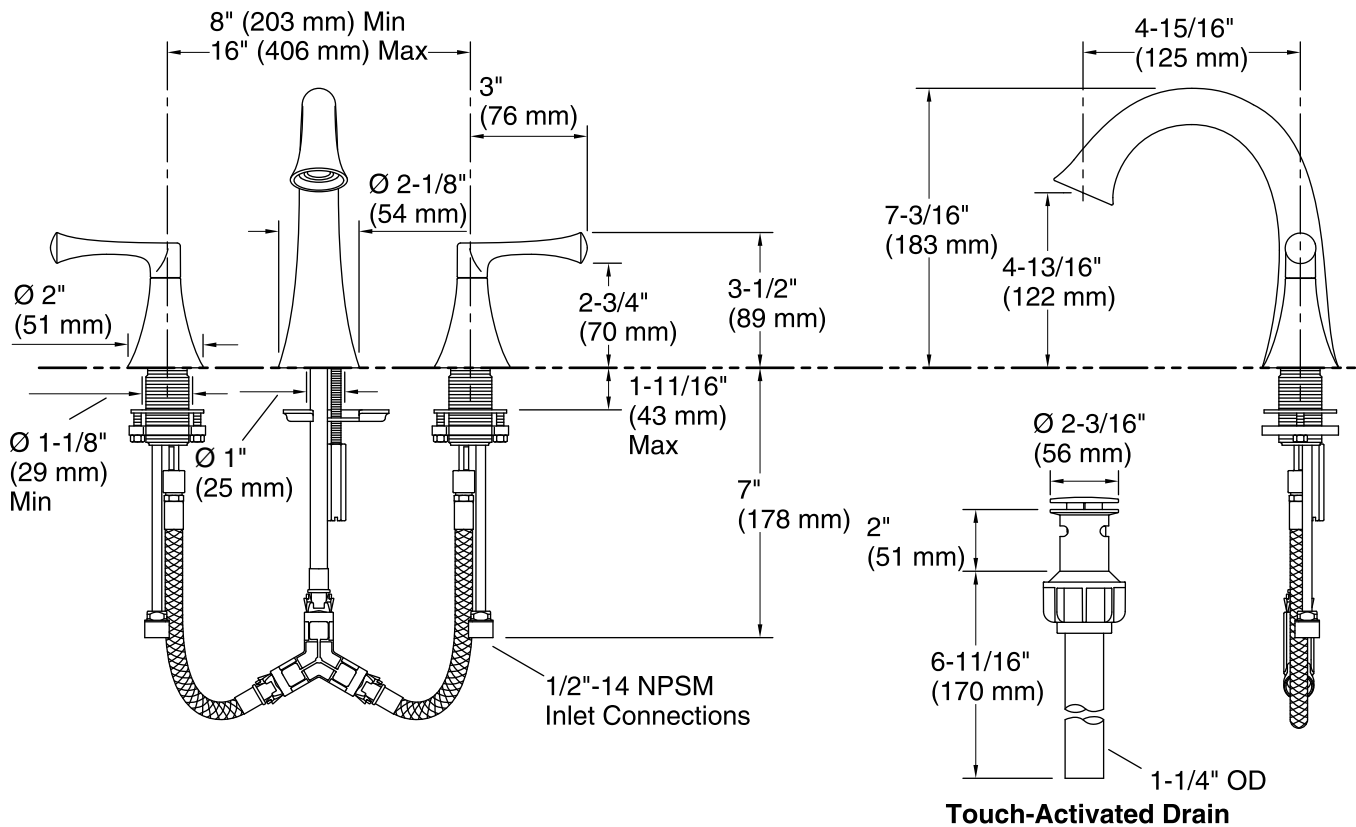 8" (203 mm) Min
16" (406 mm) Max
3"
(76 mm)
Ø 2-1/8"
(54 mm)
Ø 2"
(51 mm)
2-3/4"
(70 mm)
3-1/2"
(89 mm)
Ø 1-1/8"
(29 mm)
Min
Ø 1"
(25 mm)
1-11/16"
(43 mm)
Max
7"
(178 mm)
1/2"-14 NPSM
Inlet Connections
4-15/16"
(125 mm)
7-3/16"
(183 mm)
4-13/16"
(122 mm)
Ø 2-3/16"
(56 mm)
2"
(51 mm)
6-11/16"
(170 mm)
1-1/4" OD
Touch-Activated Drain